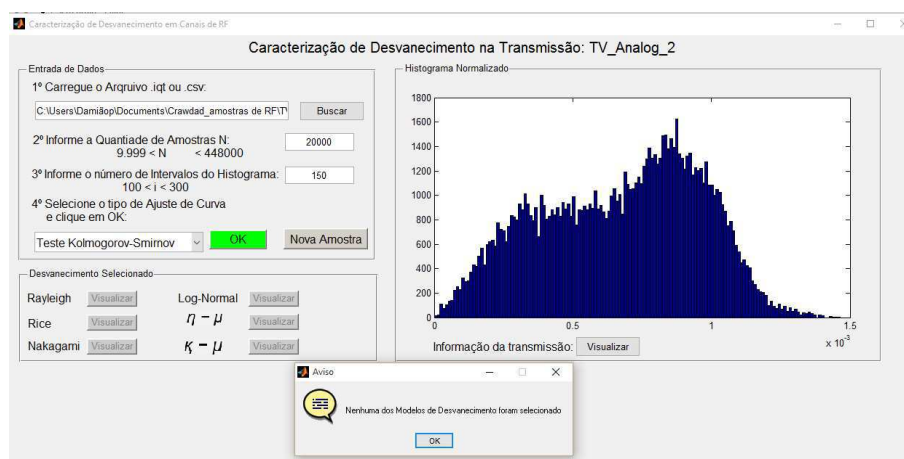 Caracterização de Desvanecimento em Canais de RF
Caracterização de Desvanecimento na Transmissão: TV_Analog_2
Entrada de Dados
1º Carregue o Arqruivo .iqt ou .csv:
C:\Users\Damiãop\Documents\Crawdad_amostras de RF\T\
Buscar
2º Informe a Quantiade de Amostras N:
9.999 < N < 448000
20000
3º Informe o número de Intervalos do Histograma:
100 < i < 300
150
4º Selecione o tipo de Ajuste de Curva
e clique em OK:
Teste Kolmogorov-Smirnov
OK
Nova Amostra
Desvanecimento Selecionado
Rayleigh Visualizar Log-Normal Visualizar
Rice Visualizar η − μ Visualizar
Nakagami Visualizar κ − μ Visualizar
Histograma Normalizado
1800
1600
1400
1200
1000
800
600
400
200
0
0 0.5 1 1.5
x 10⁻³
Informação da transmissão: Visualizar
Aviso
Nenhuma dos Modelos de Desvanecimento foram selecionado
OK